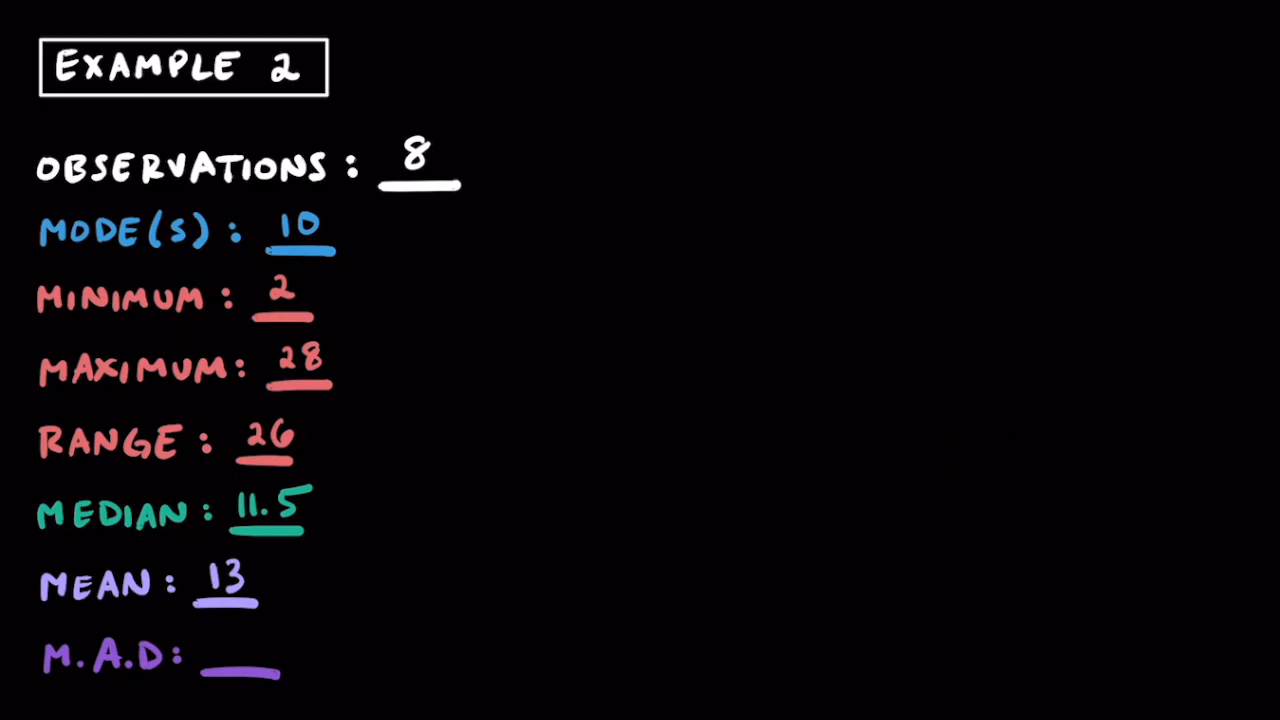 EXAMPLE 2
OBSERVATIONS: 8
MODE(S): 10
MINIMUM: 2
MAXIMUM: 28
RANGE: 26
MEDIAN: 11.5
MEAN: 13
M.A.D: